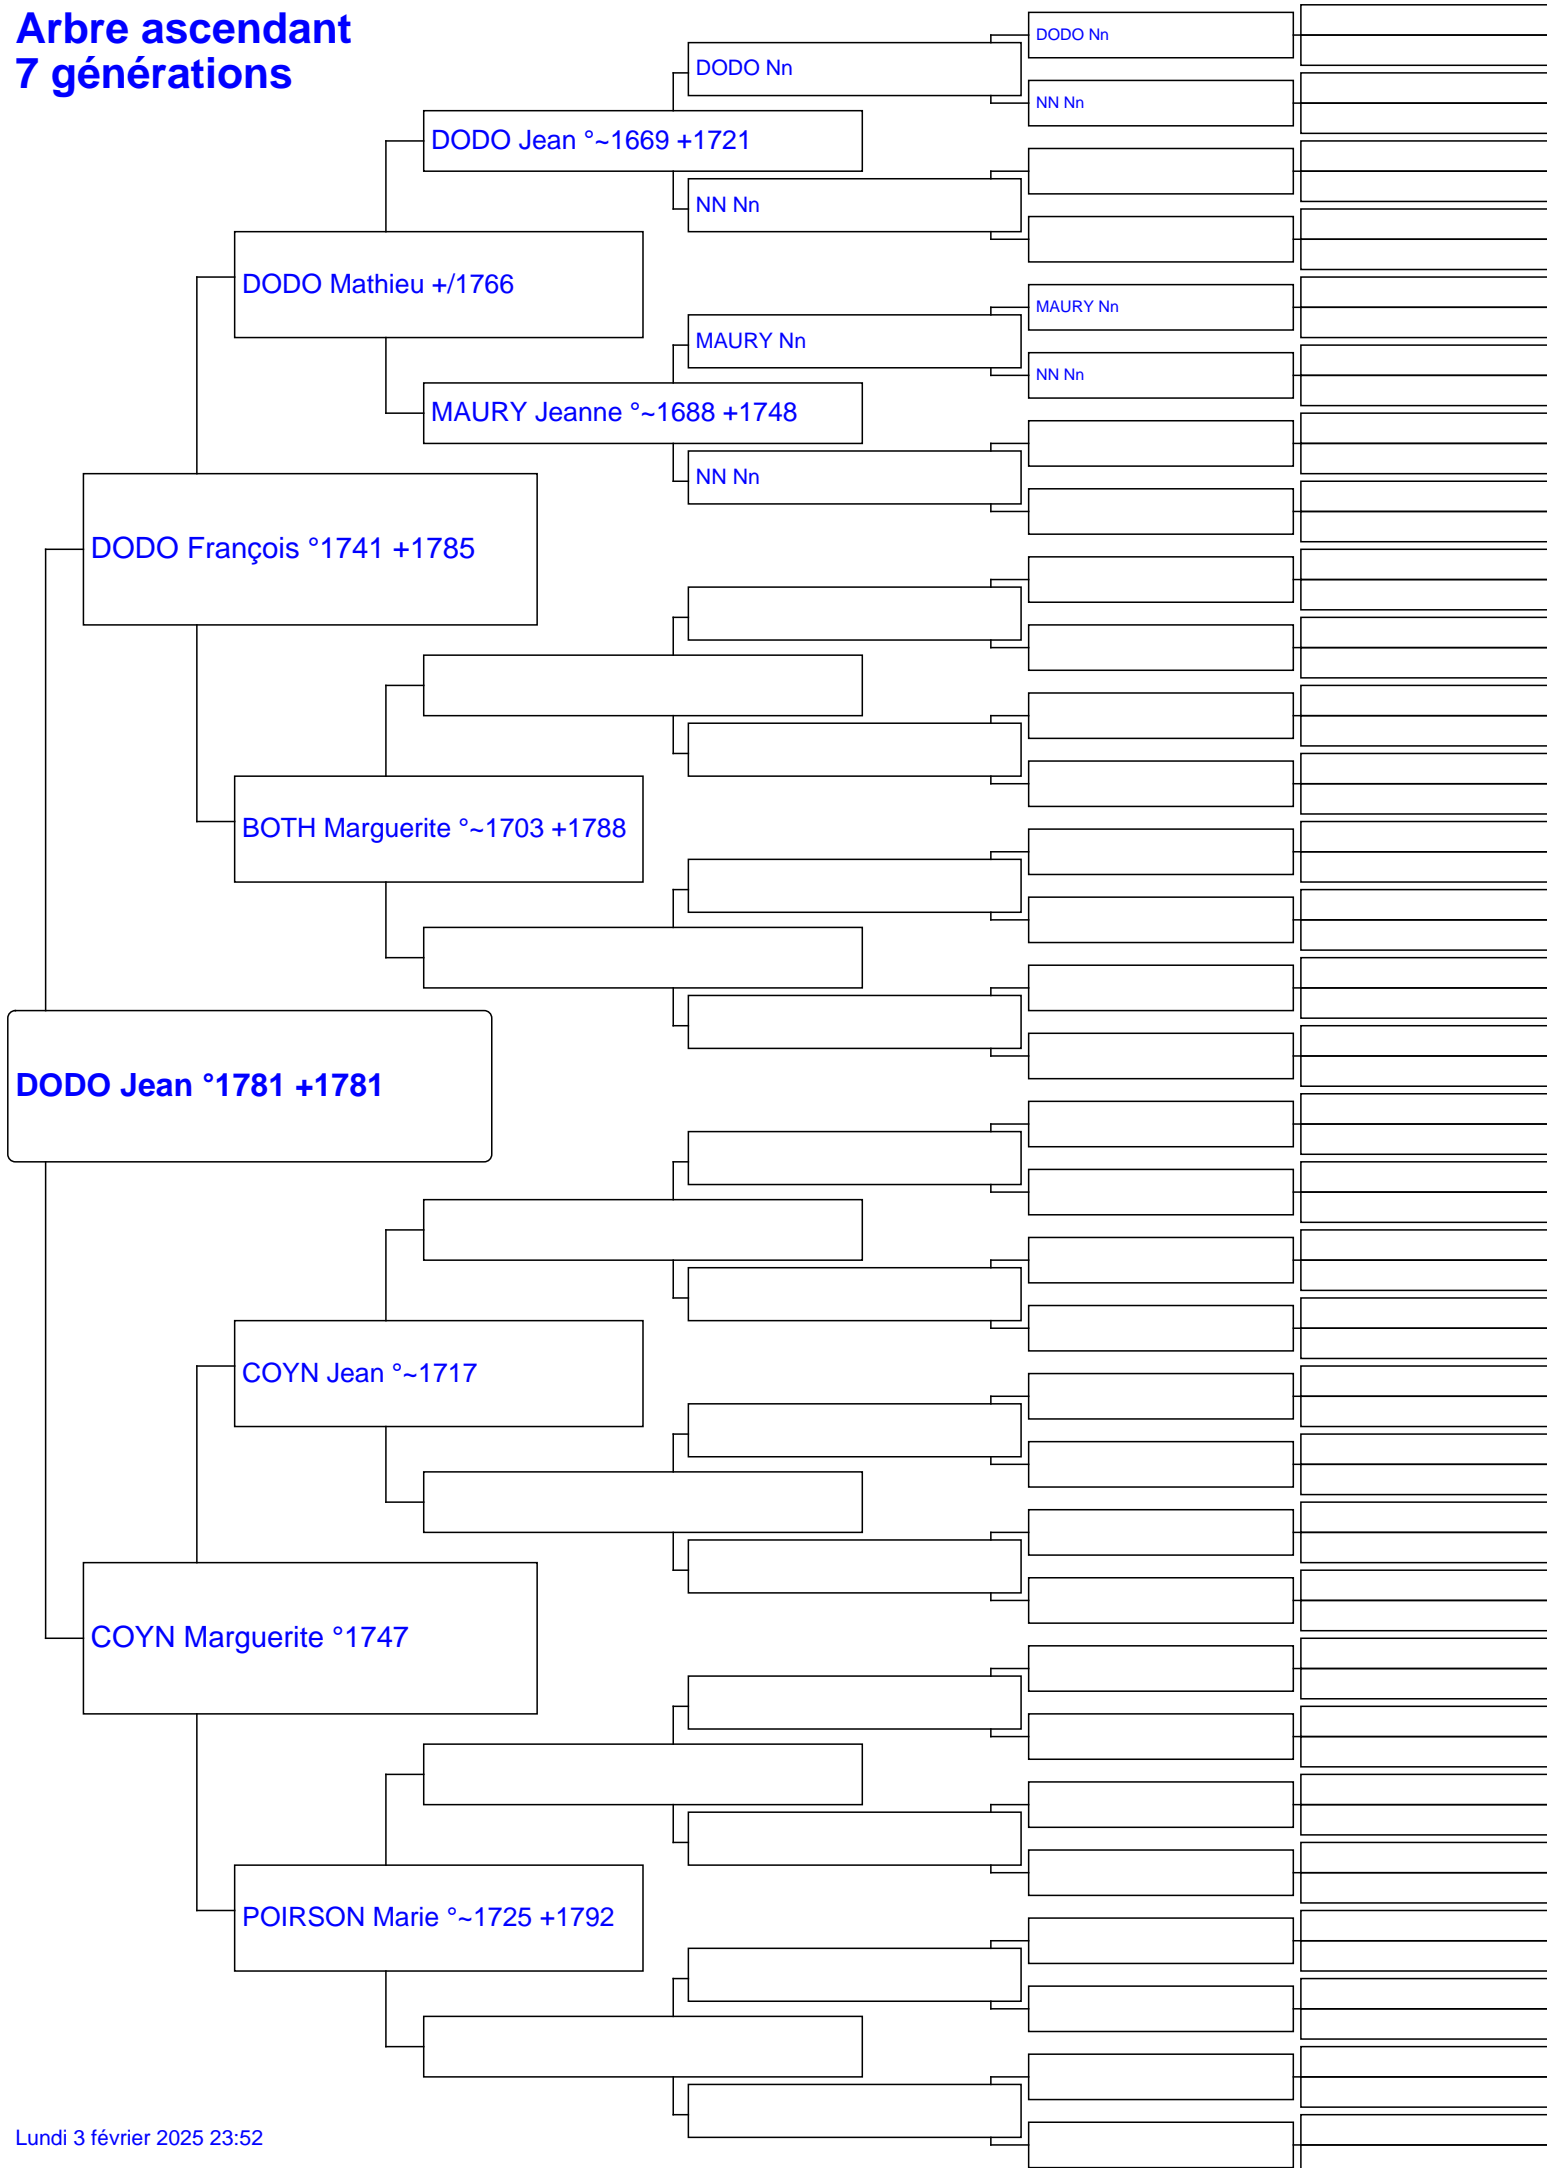 Arbre ascendant
7 générations
DODO Nn
DODO Nn
NN Nn
DODO Jean °~1669 +1721
NN Nn
DODO Mathieu +/1766
MAURY Nn
MAURY Nn
NN Nn
MAURY Jeanne °~1688 +1748
NN Nn
DODO François °1741 +1785
BOTH Marguerite °~1703 +1788
DODO Jean °1781 +1781
COYN Jean °~1717
COYN Marguerite °1747
POIRSON Marie °~1725 +1792
Lundi 3 février 2025 23:52